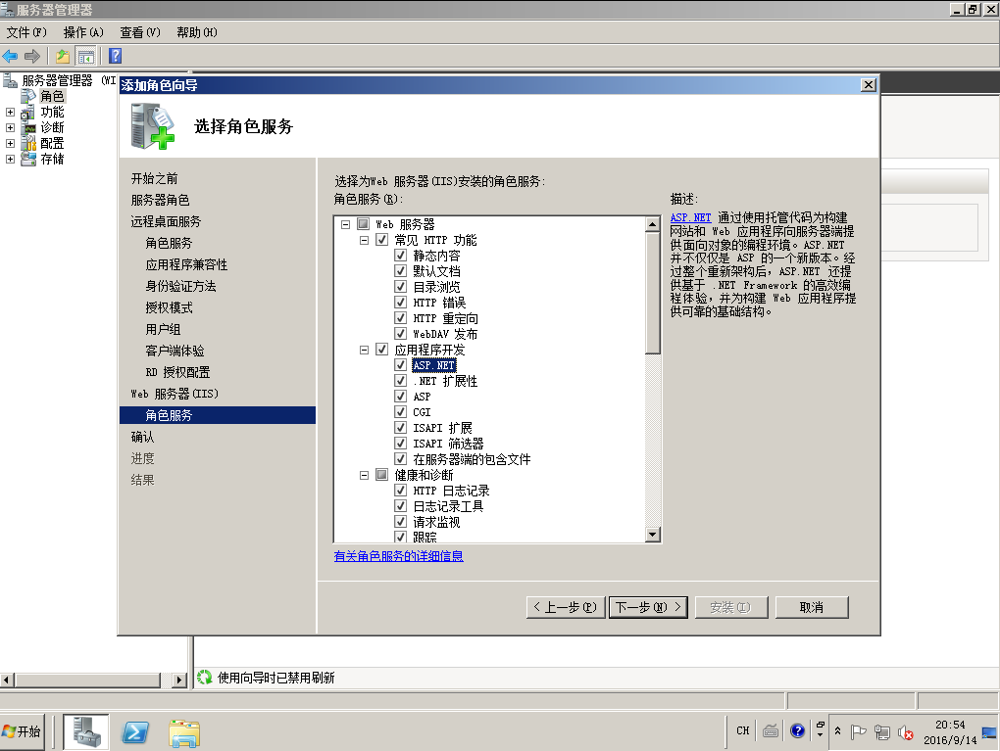 服务器管理器
文件(F) 操作(A) 查看(V) 帮助(H)
服务器管理器 (WI
角色
功能
诊断
配置
存储
添加角色向导
选择角色服务
开始之前
服务器角色
远程桌面服务
角色服务
应用程序兼容性
身份验证方法
授权模式
用户组
客户端体验
RD 授权配置
Web 服务器(IIS)
角色服务
确认
进度
结果
选择为Web 服务器(IIS)安装的角色服务:
角色服务(R):
Web 服务器
常见 HTTP 功能
静态内容
默认文档
目录浏览
HTTP 错误
HTTP 重定向
WebDAV 发布
应用程序开发
ASP.NET
.NET 扩展性
ASP
CGI
ISAPI 扩展
ISAPI 筛选器
在服务器端的包含文件
健康和诊断
HTTP 日志记录
日志记录工具
请求监视
跟踪
有关角色服务的详细信息
描述:
ASP.NET 通过使用托管代码为构建
网站和 Web 应用程序向服务器端提
供面向对象的编程环境。ASP.NET
并不仅仅是 ASP 的一个新版本。经
过整个重新架构后，ASP.NET 还提
供基于 .NET Framework 的高效编
程体验，并为构建 Web 应用程序提
供可靠的基础结构。
< 上一步(P) 下一步(N) > 安装(I) 取消
使用向导时已禁用刷新
开始
CH
20:54
2016/9/14